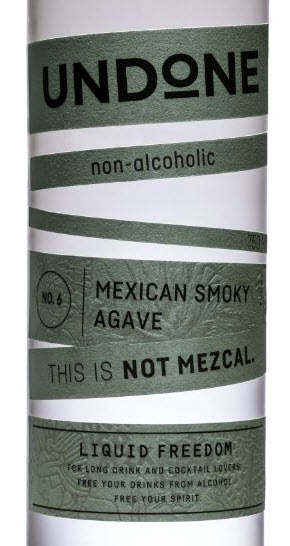 UNDONE
non-alcoholic
NO. 6
MEXICAN SMOKY
AGAVE
THIS IS NOT MEZCAL.
LIQUID FREEDOM
FOR LONG DRINK AND COCKTAIL LOVERS.
FREE YOUR DRINKS FROM ALCOHOL.
FREE YOUR SPIRIT.